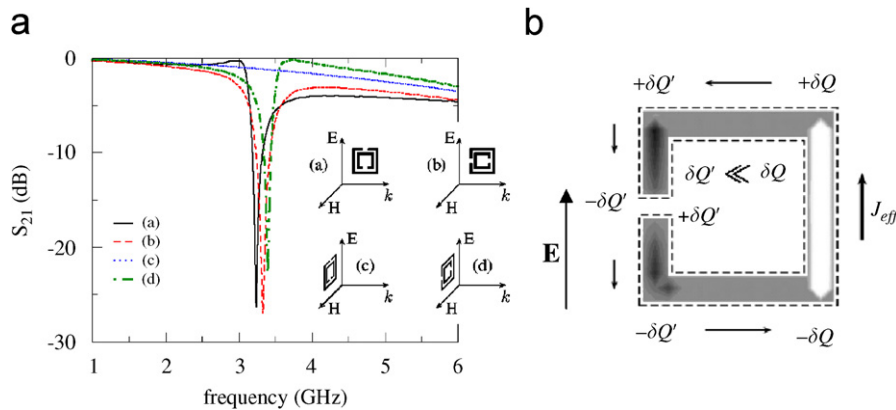 a
b
0
-10
-20
-30
S21 (dB)
1 2 3 4 5 6
frequency (GHz)
(a)
(b)
(c)
(d)
E
(a)
H
k
E
(b)
H
k
E
(c)
H
k
E
(d)
H
k
+δQ′ +δQ
-δQ′ δQ′ ≪ δQ
+δQ′
E
J_eff
-δQ′ -δQ